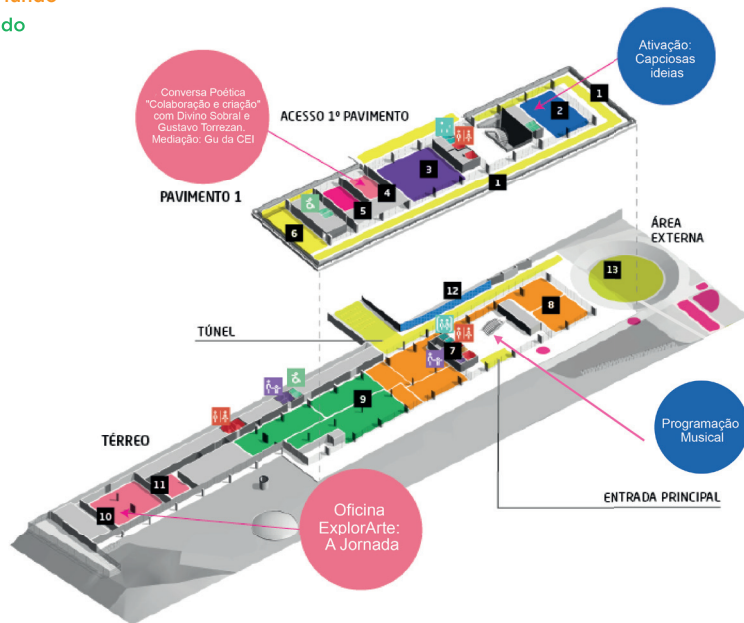 do
Ativação:
Capciosas
ideias
Conversa Poética
"Colaboração e criação"
com Divino Sobral e
Gustavo Torrezan.
Mediação: Gu da CEI
ACESSO 1º PAVIMENTO
1
2
3
1
4
5
6
PAVIMENTO 1
ÁREA
EXTERNA
13
12
8
TÚNEL
7
9
TÉRREO
Programação
Musical
11
10
ENTRADA PRINCIPAL
Oficina
ExplorArte:
A Jornada